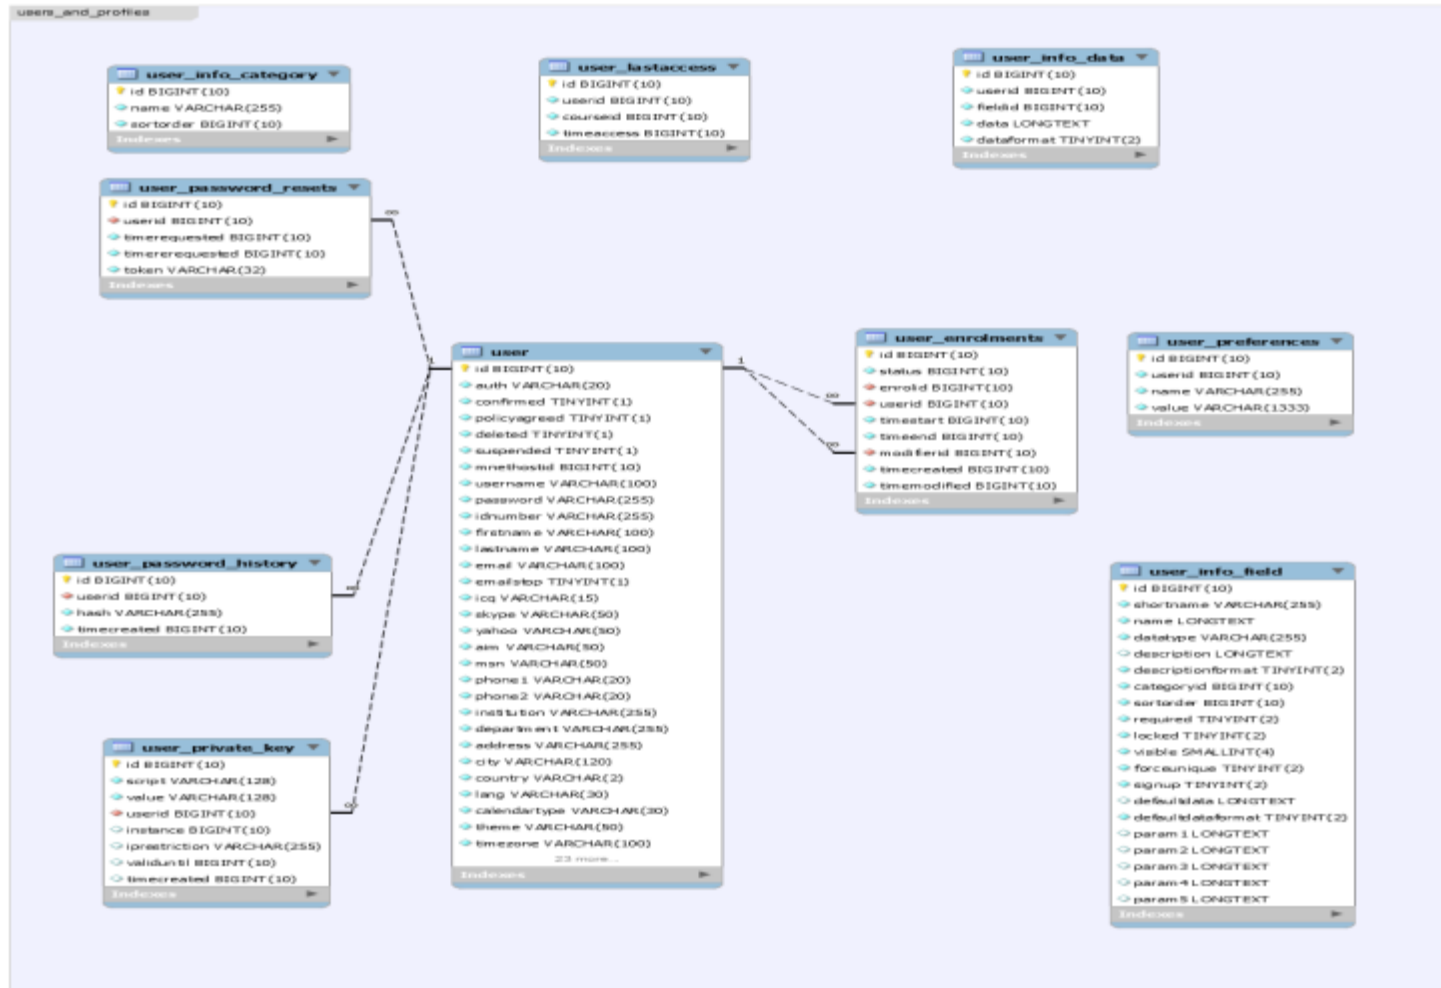 users_and_profiles
user_info_category
id BIGINT(10)
name VARCHAR(255)
sortorder BIGINT(10)
Indexes
user_lastaccess
id BIGINT(10)
userid BIGINT(10)
courseid BIGINT(10)
timeaccess BIGINT(10)
Indexes
user_info_data
id BIGINT(10)
userid BIGINT(10)
fieldid BIGINT(10)
data LONGTEXT
dataformat TINYINT(2)
Indexes
user_password_resets
id BIGINT(10)
userid BIGINT(10)
timerequested BIGINT(10)
timererequested BIGINT(10)
token VARCHAR(32)
Indexes
∞
1
user
id BIGINT(10)
auth VARCHAR(20)
confirmed TINYINT(1)
policyagreed TINYINT(1)
deleted TINYINT(1)
suspended TINYINT(1)
mnethostid BIGINT(10)
username VARCHAR(100)
password VARCHAR(255)
idnumber VARCHAR(255)
firstname VARCHAR(100)
lastname VARCHAR(100)
email VARCHAR(100)
emailstop TINYINT(1)
icq VARCHAR(15)
skype VARCHAR(50)
yahoo VARCHAR(50)
aim VARCHAR(50)
msn VARCHAR(50)
phone1 VARCHAR(20)
phone2 VARCHAR(20)
institution VARCHAR(255)
department VARCHAR(255)
address VARCHAR(255)
city VARCHAR(120)
country VARCHAR(2)
lang VARCHAR(30)
calendartype VARCHAR(30)
theme VARCHAR(50)
timezone VARCHAR(100)
23 more...
Indexes
1
∞
∞
user_enrolments
id BIGINT(10)
status BIGINT(10)
enrolid BIGINT(10)
userid BIGINT(10)
timestart BIGINT(10)
timeend BIGINT(10)
modifierid BIGINT(10)
timecreated BIGINT(10)
timemodified BIGINT(10)
Indexes
user_preferences
id BIGINT(10)
userid BIGINT(10)
name VARCHAR(255)
value VARCHAR(1333)
Indexes
user_password_history
id BIGINT(10)
userid BIGINT(10)
hash VARCHAR(255)
timecreated BIGINT(10)
Indexes
∞
user_private_key
id BIGINT(10)
script VARCHAR(128)
value VARCHAR(128)
userid BIGINT(10)
instance BIGINT(10)
iprestriction VARCHAR(255)
validuntil BIGINT(10)
timecreated BIGINT(10)
Indexes
∞
user_info_field
id BIGINT(10)
shortname VARCHAR(255)
name LONGTEXT
datatype VARCHAR(255)
description LONGTEXT
descriptionformat TINYINT(2)
categoryid BIGINT(10)
sortorder BIGINT(10)
required TINYINT(2)
locked TINYINT(2)
visible SMALLINT(4)
forceunique TINYINT(2)
signup TINYINT(2)
defaultdata LONGTEXT
defaultdataformat TINYINT(2)
param1 LONGTEXT
param2 LONGTEXT
param3 LONGTEXT
param4 LONGTEXT
param5 LONGTEXT
Indexes